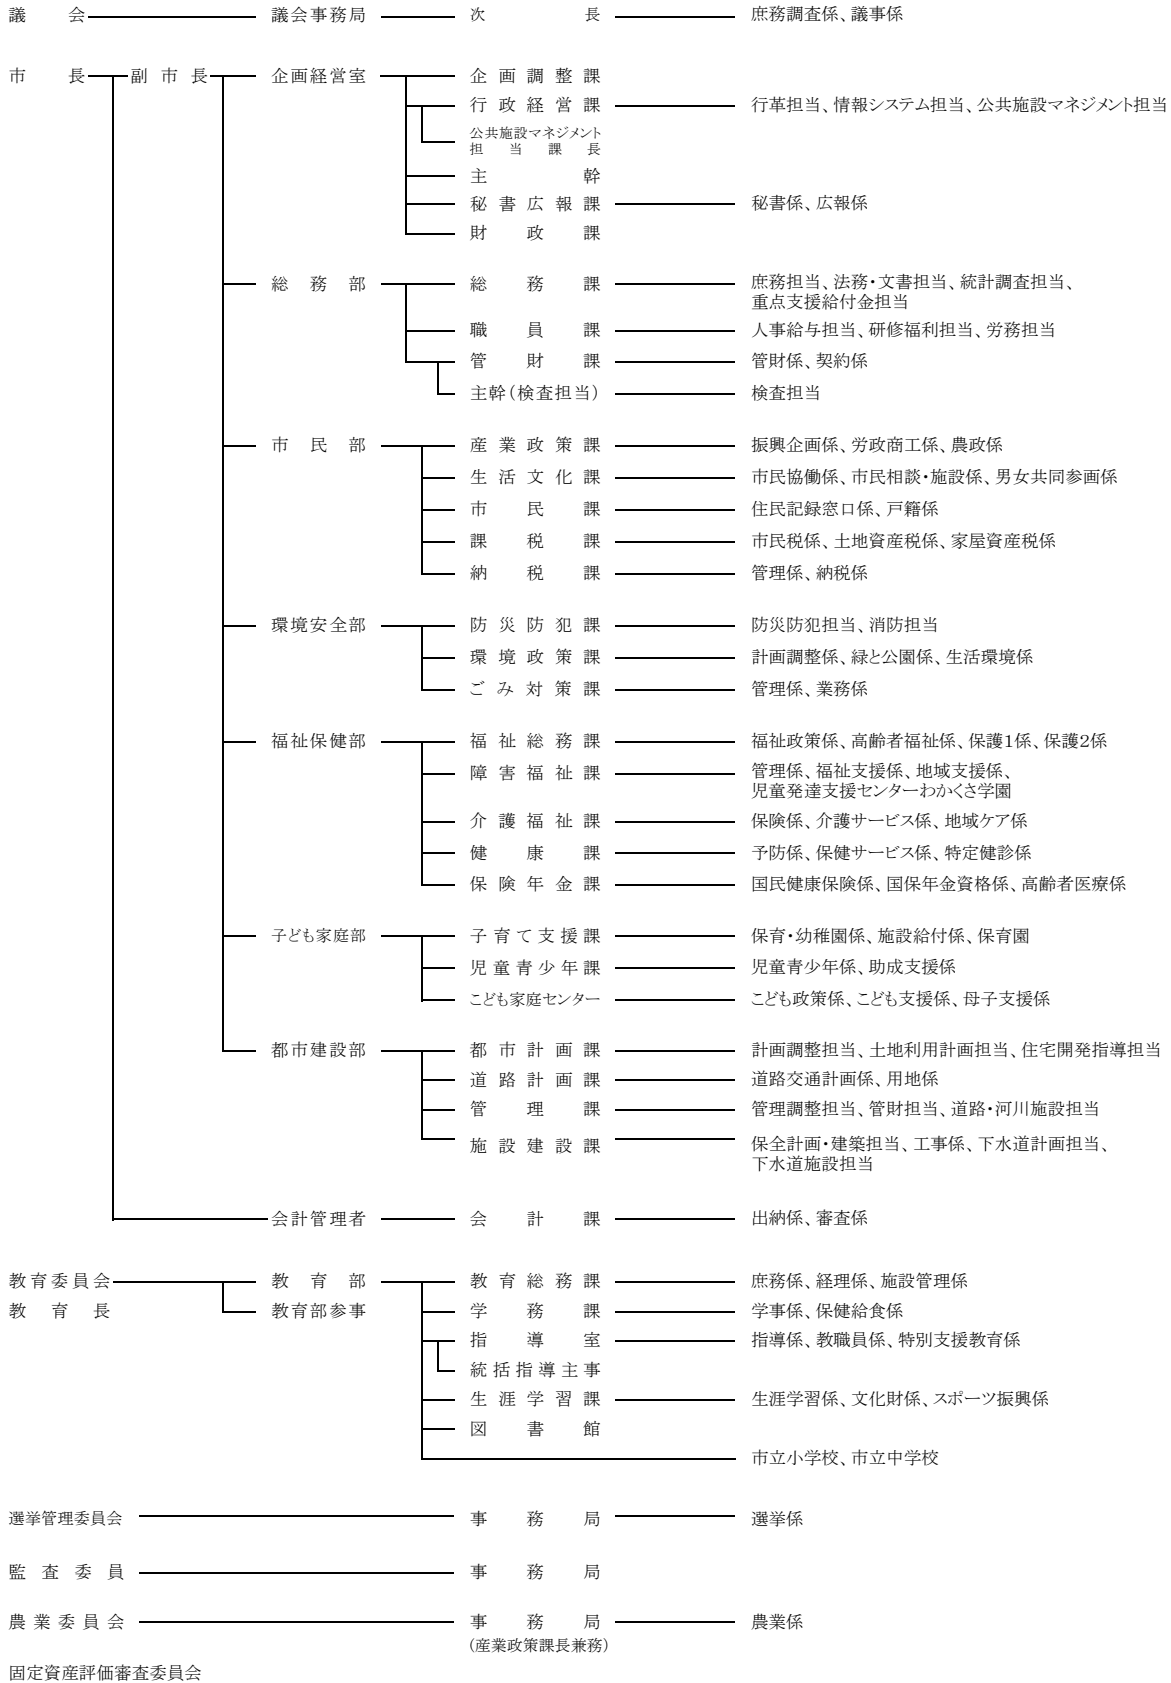 議会 議会事務局 次長 庶務調査係、議事係
市長 副市長 企画経営室 企画調整課
行政経営課 行革担当、情報システム担当、公共施設マネジメント担当
公共施設マネジメント
担当課長
主幹
秘書広報課 秘書係、広報係
財政課
総務部 総務課 庶務担当、法務・文書担当、統計調査担当、
重点支援給付金担当
職員課 人事給与担当、研修福利担当、労務担当
管財課 管財係、契約係
主幹(検査担当) 検査担当
市民部 産業政策課 振興企画係、労政商工係、農政係
生活文化課 市民協働係、市民相談・施設係、男女共同参画係
市民課 住民記録窓口係、戸籍係
課税課 市民税係、土地資産税係、家屋資産税係
納税課 管理係、納税係
環境安全部 防災防犯課 防災防犯担当、消防担当
環境政策課 計画調整係、緑と公園係、生活環境係
ごみ対策課 管理係、業務係
福祉保健部 福祉総務課 福祉政策係、高齢者福祉係、保護1係、保護2係
障害福祉課 管理係、福祉支援係、地域支援係、
児童発達支援センターわかくさ学園
介護福祉課 保険係、介護サービス係、地域ケア係
健康課 予防係、保健サービス係、特定健診係
保険年金課 国民健康保険係、国保年金資格係、高齢者医療係
子ども家庭部 子育て支援課 保育・幼稚園係、施設給付係、保育園
児童青少年課 児童青少年係、助成支援係
こども家庭センター こども政策係、こども支援係、母子支援係
都市建設部 都市計画課 計画調整担当、土地利用計画担当、住宅開発指導担当
道路計画課 道路交通計画係、用地係
管理課 管理調整担当、管財担当、道路・河川施設担当
施設建設課 保全計画・建築担当、工事係、下水道計画担当、
下水道施設担当
会計管理者 会計課 出納係、審査係
教育委員会 教育部 教育総務課 庶務係、経理係、施設管理係
教育長 教育部参事 学務課 学事係、保健給食係
指導室 指導係、教職員係、特別支援教育係
統括指導主事
生涯学習課 生涯学習係、文化財係、スポーツ振興係
図書館
市立小学校、市立中学校
選挙管理委員会 事務局 選挙係
監査委員 事務局
農業委員会 事務局 農業係
(産業政策課長兼務)
固定資産評価審査委員会